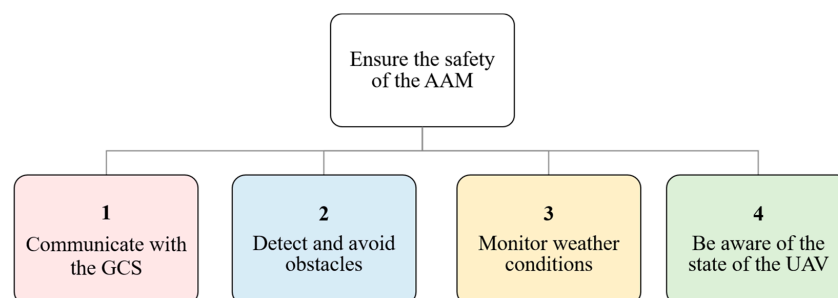 Ensure the safety
of the AAM
1
Communicate with
the GCS
2
Detect and avoid
obstacles
3
Monitor weather
conditions
4
Be aware of the
state of the UAV